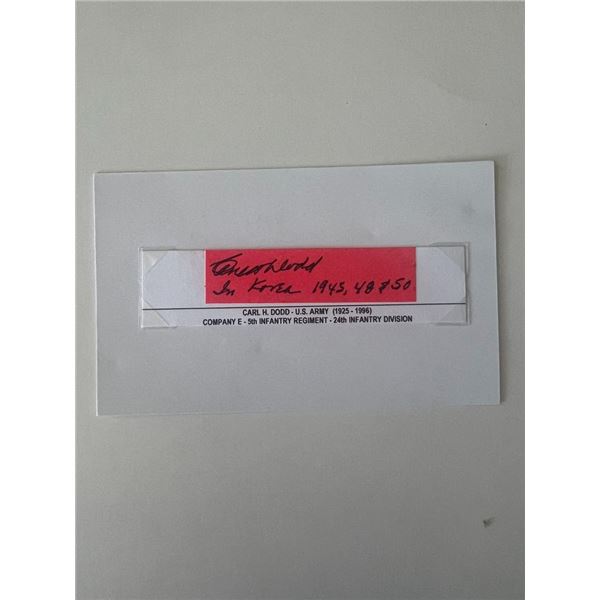 Carl H Dodd
In Korea 1945, 48 & 50
CARL H. DODD - U.S. ARMY (1925 - 1996)
COMPANY E - 5th INFANTRY REGIMENT - 24th INFANTRY DIVISION